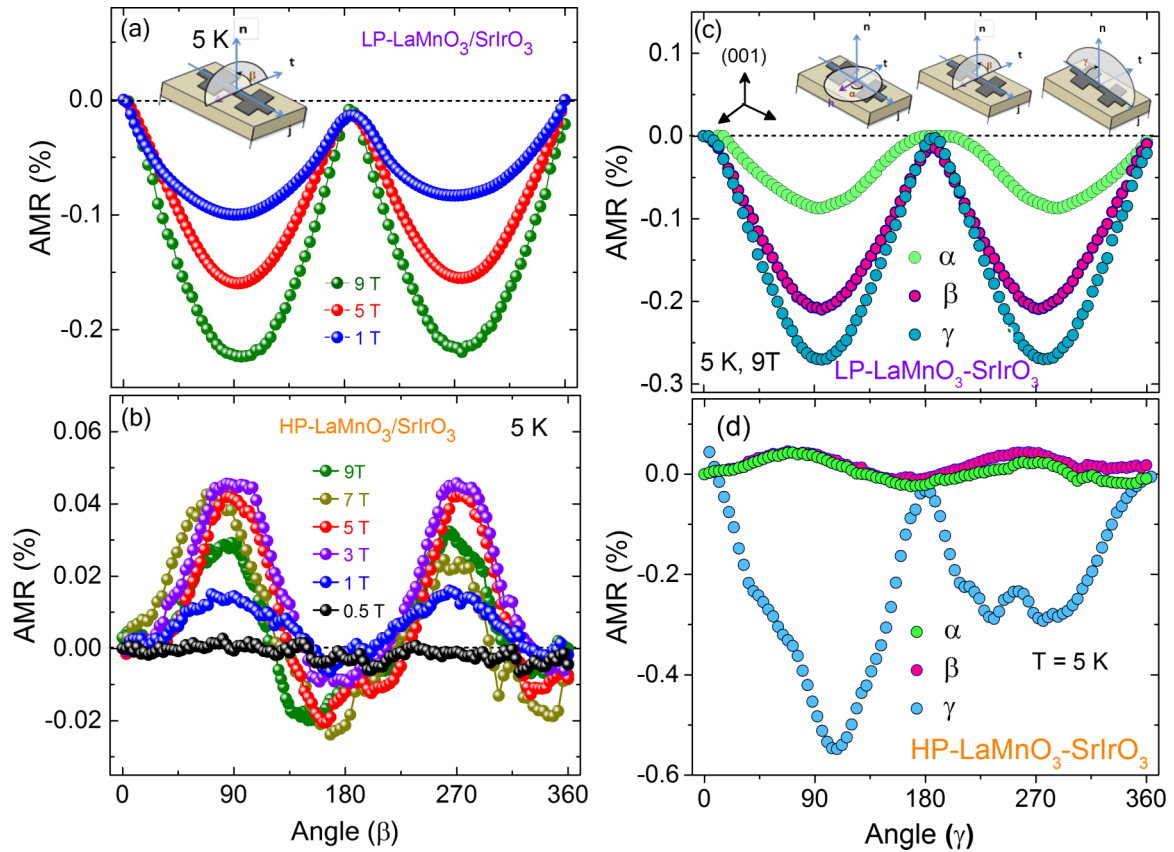 (a)
5 K
n
β
t
j
LP-LaMnO₃/SrIrO₃
AMR (%)
0.0
-0.1
-0.2
9 T
5 T
1 T
(b)
HP-LaMnO₃/SrIrO₃
5 K
AMR (%)
0.06
0.04
0.02
0.00
-0.02
9T
7 T
5 T
3 T
1 T
0.5 T
0 90 180 270 360
Angle (β)
(c)
(001)
n
t
α
h
j
n
β
t
j
n
γ
t
j
AMR (%)
0.1
0.0
-0.1
-0.2
-0.3
α
β
γ
5 K, 9T
LP-LaMnO₃-SrIrO₃
(d)
AMR (%)
0.0
-0.2
-0.4
-0.6
α
β
γ
T = 5 K
HP-LaMnO₃-SrIrO₃
0 90 180 270 360
Angle (γ)